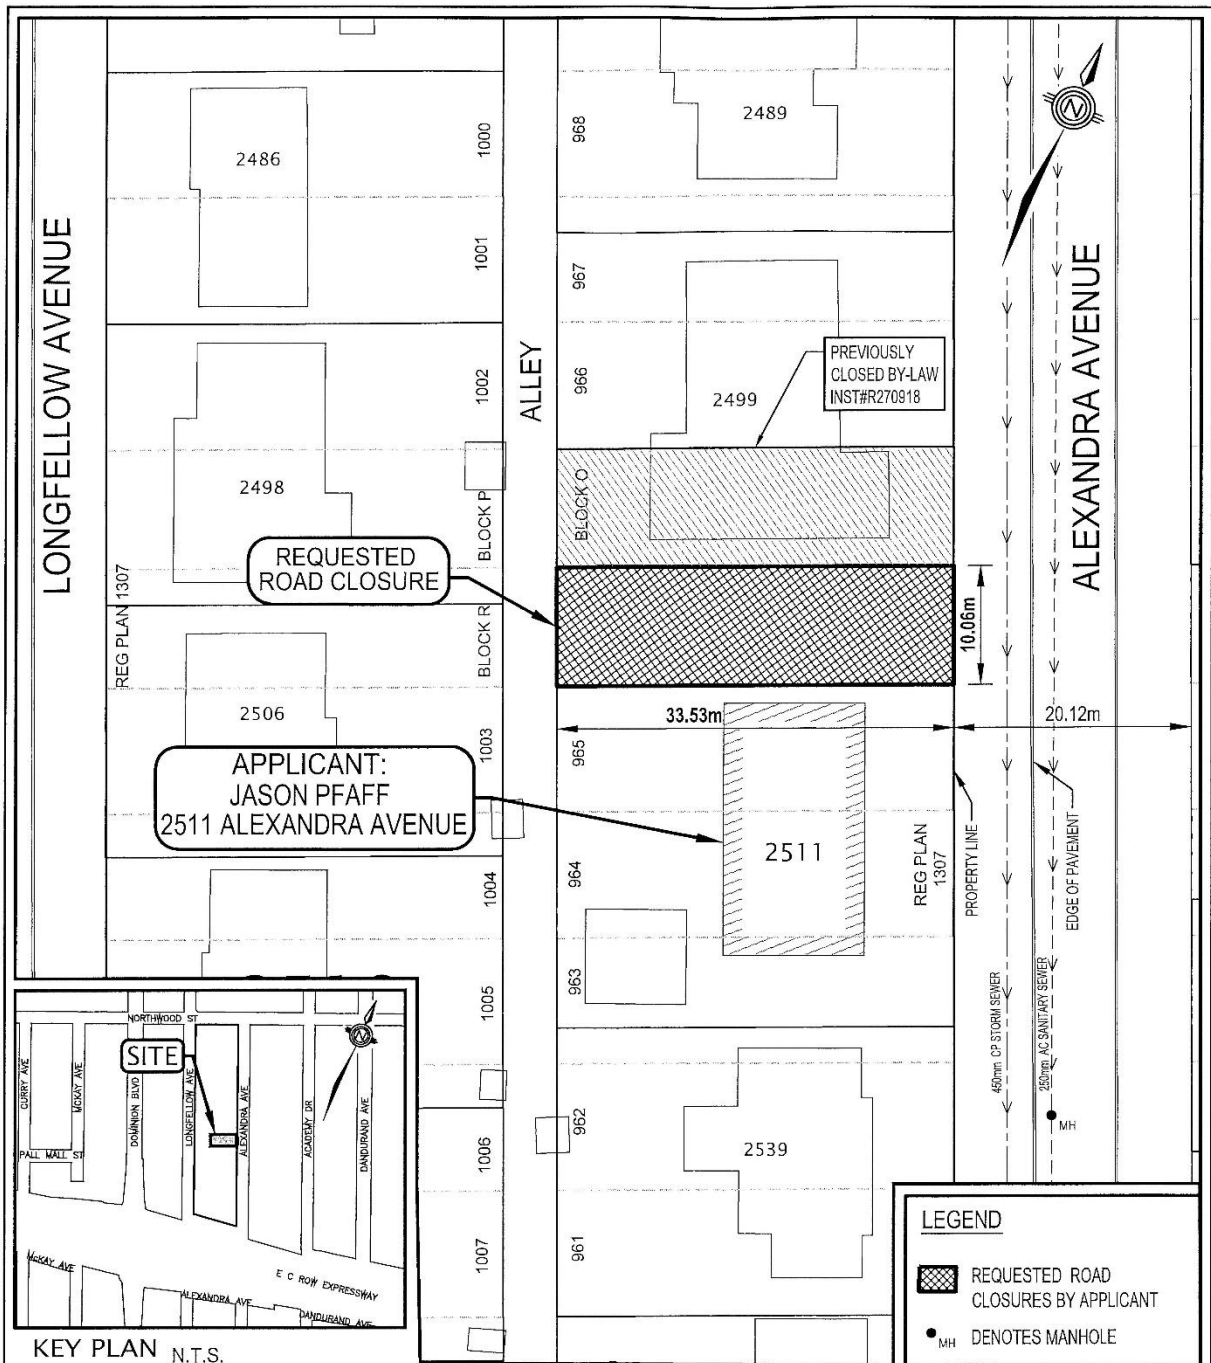 LONGFELLOW AVENUE
2486
1000
1001
1002
2498
BLOCK P
REG PLAN 1307
BLOCK R
2506
1003
1004
1005
1006
1007
ALLEY
968
2489
967
966
2499
PREVIOUSLY
CLOSED BY-LAW
INST#R270918
BLOCK O
REQUESTED
ROAD CLOSURE
10.06m
33.53m
20.12m
965
APPLICANT:
JASON PFAFF
2511 ALEXANDRA AVENUE
2511
964
963
REG PLAN
1307
PROPERTY LINE
EDGE OF PAVEMENT
450mm CP STORM SEWER
250mm AC SANITARY SEWER
MH
962
2539
961
N
ALEXANDRA AVENUE
NORTHWOOD ST
SITE
N
CURRY AVE
MCKAY AVE
DOMINION BLVD
LONGFELLOW AVE
ALEXANDRA AVE
ACADEMY DR
DANDURAND AVE
PALL MALL ST
McKAY AVE
E C ROW EXPRESSWAY
ALEXANDRA AVE
DANDURAND AVE
KEY PLAN N.T.S.
LEGEND
REQUESTED ROAD
CLOSURES BY APPLICANT
MH DENOTES MANHOLE